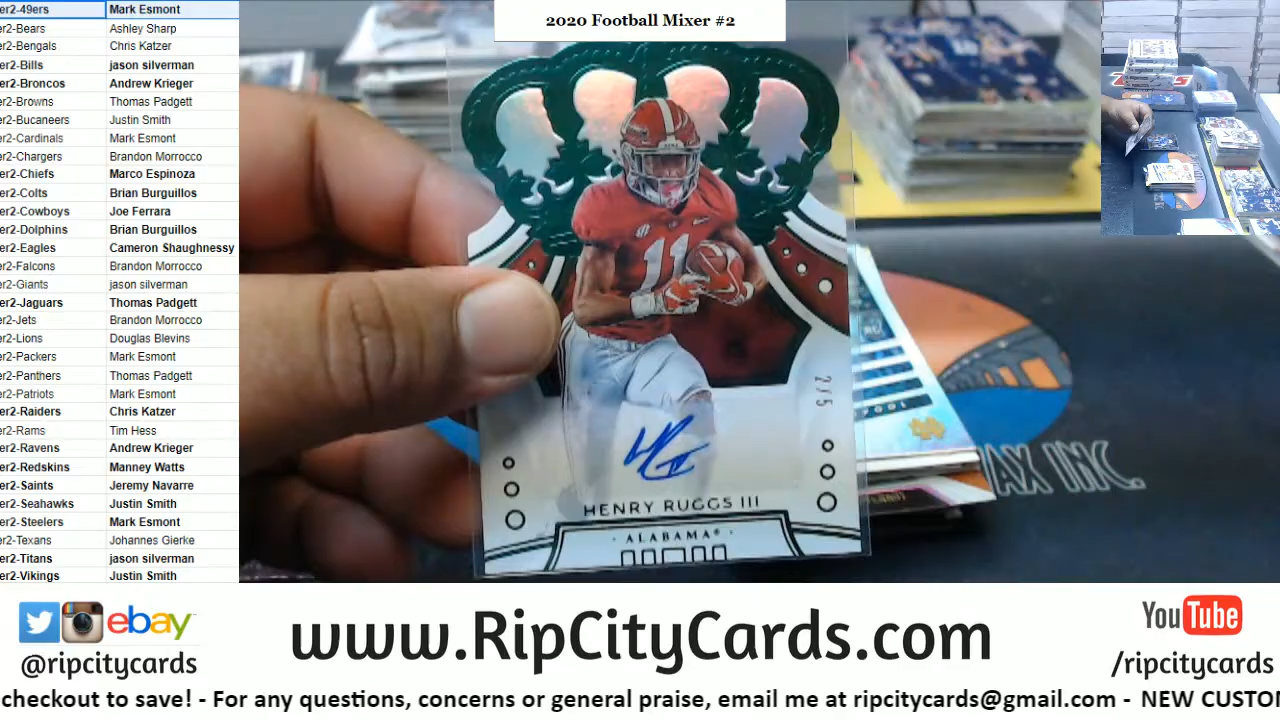 2020 Football Mixer #2
er2-49ers Mark Esmont
er2-Bears Ashley Sharp
er2-Bengals Chris Katzer
er2-Bills jason silverman
er2-Broncos Andrew Krieger
er2-Browns Thomas Padgett
er2-Bucaneers Justin Smith
er2-Cardinals Mark Esmont
er2-Chargers Brandon Morrocco
er2-Chiefs Marco Espinoza
er2-Colts Brian Burguillos
er2-Cowboys Joe Ferrara
er2-Dolphins Brian Burguillos
er2-Eagles Cameron Shaughnessy
er2-Falcons Brandon Morrocco
er2-Giants jason silverman
er2-Jaguars Thomas Padgett
er2-Jets Brandon Morrocco
er2-Lions Douglas Blevins
er2-Packers Mark Esmont
er2-Panthers Thomas Padgett
er2-Patriots Mark Esmont
er2-Raiders Chris Katzer
er2-Rams Tim Hess
er2-Ravens Andrew Krieger
er2-Redskins Manney Watts
er2-Saints Jeremy Navarre
er2-Seahawks Justin Smith
er2-Steelers Mark Esmont
er2-Texans Johannes Gierke
er2-Titans jason silverman
er2-Vikings Justin Smith
11
2/5
HENRY RUGGS III
· ALABAMA® ·
AX INC.
ebay
@ripcitycards
www.RipCityCards.com
YouTube
/ripcitycards
checkout to save! - For any questions, concerns or general praise, email me at ripcitycards@gmail.com - NEW CUSTO